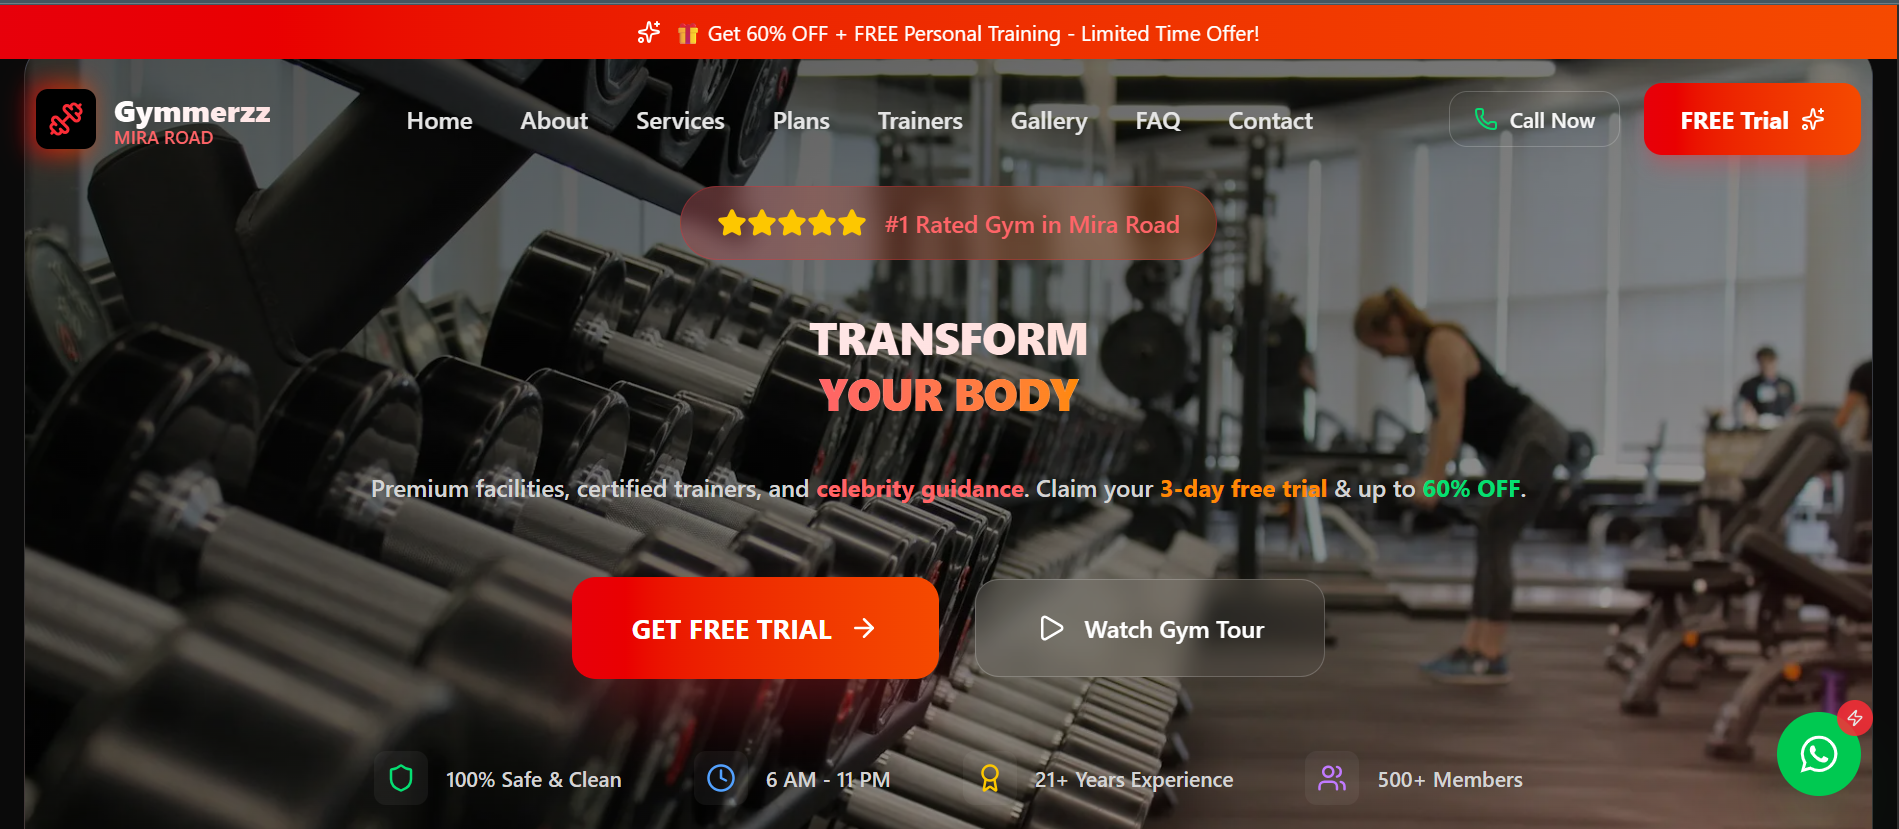 🎁 Get 60% OFF + FREE Personal Training - Limited Time Offer!
Gymmerzz
MIRA ROAD
Home About Services Plans Trainers Gallery FAQ Contact
Call Now
FREE Trial
#1 Rated Gym in Mira Road
TRANSFORM
YOUR BODY
Premium facilities, certified trainers, and celebrity guidance. Claim your 3-day free trial & up to 60% OFF.
GET FREE TRIAL
Watch Gym Tour
100% Safe & Clean
6 AM - 11 PM
21+ Years Experience
500+ Members